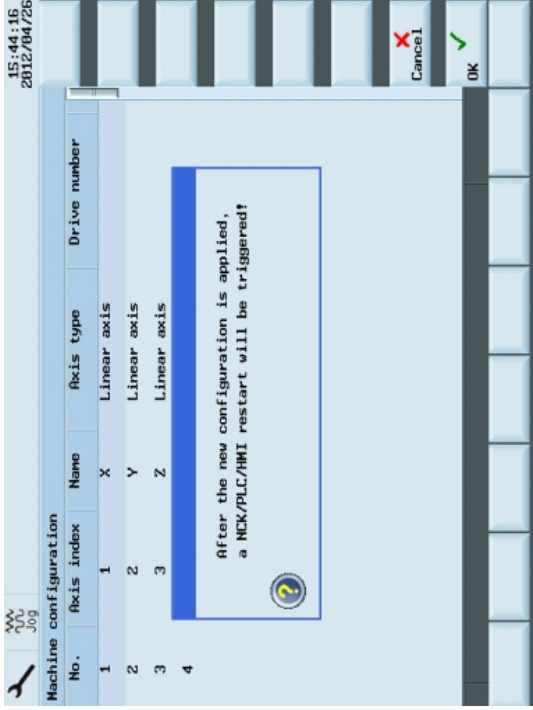 Jog
15:44:16
2012/04/26
Machine configuration
No. Axis index Name Axis type Drive number
1 1 X Linear axis
2 2 Y Linear axis
3 3 Z Linear axis
4
After the new configuration is applied,
a NCK/PLC/HMI restart will be triggered!
Cancel
OK